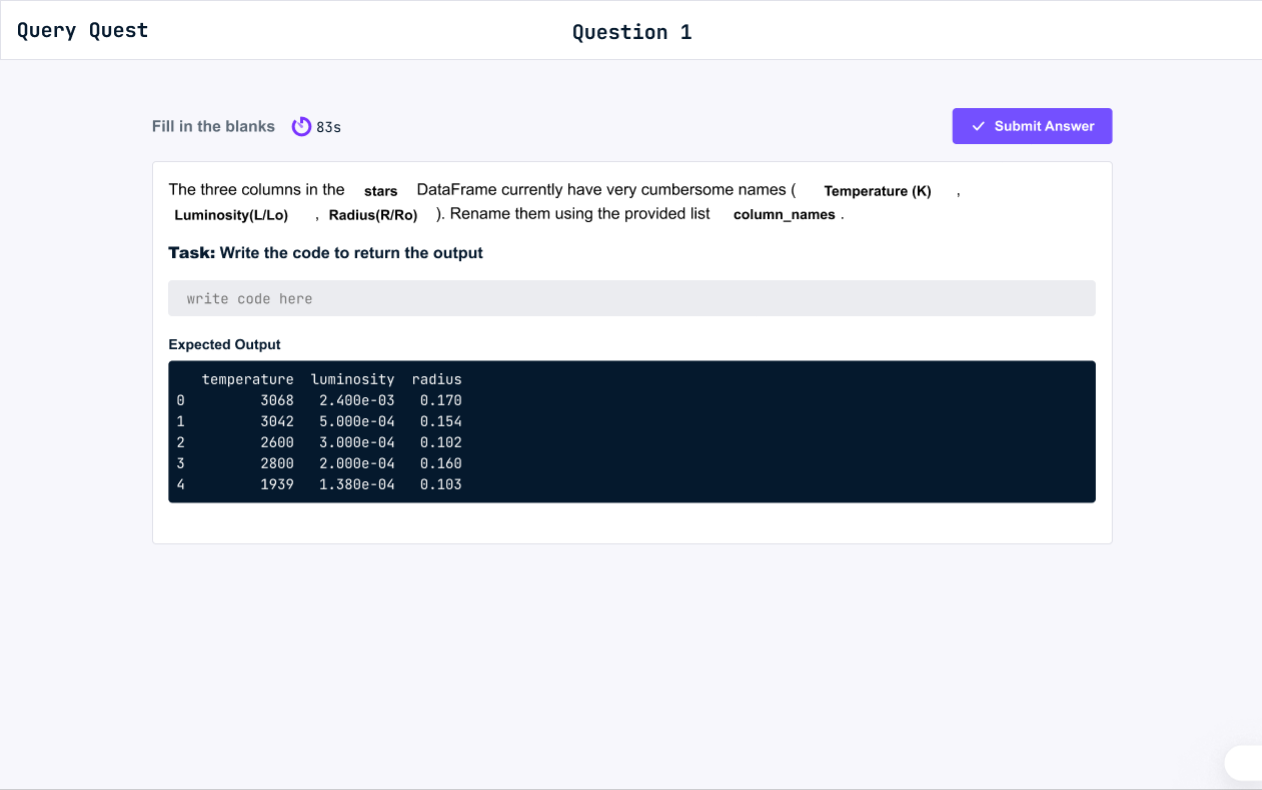 Query Quest
Question 1
Fill in the blanks 83s
Submit Answer
The three columns in the stars DataFrame currently have very cumbersome names ( Temperature (K) ,
Luminosity(L/Lo) , Radius(R/Ro) ). Rename them using the provided list column_names .
Task: Write the code to return the output
write code here
Expected Output
temperature luminosity radius
0 3068 2.400e-03 0.170
1 3042 5.000e-04 0.154
2 2600 3.000e-04 0.102
3 2800 2.000e-04 0.160
4 1939 1.380e-04 0.103